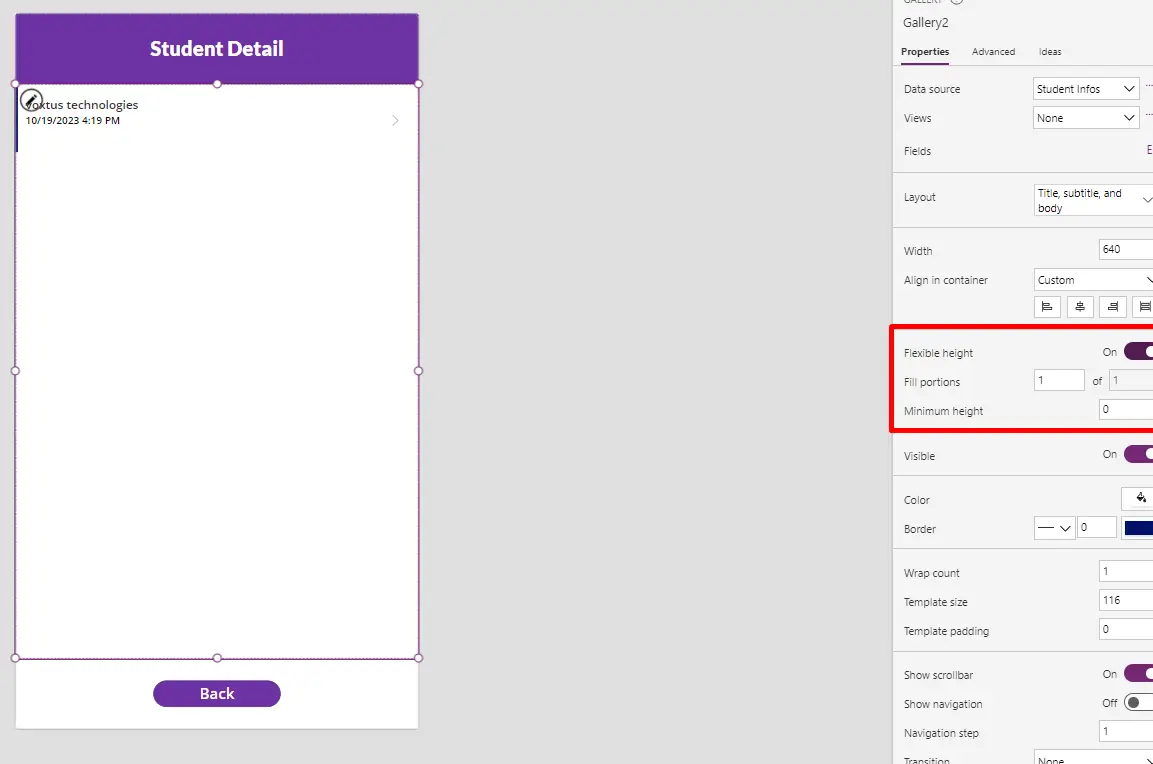 Student Detail
Voxtus technologies
10/19/2023 4:19 PM
Back
GALLERY
Gallery2
Properties Advanced Ideas
Data source Student Infos
Views None
Fields E
Layout Title, subtitle, and
body
Width 640
Align in container Custom
Flexible height On
Fill portions 1 of 1
Minimum height 0
Visible On
Color
Border 0
Wrap count 1
Template size 116
Template padding 0
Show scrollbar On
Show navigation Off
Navigation step 1
Transition None